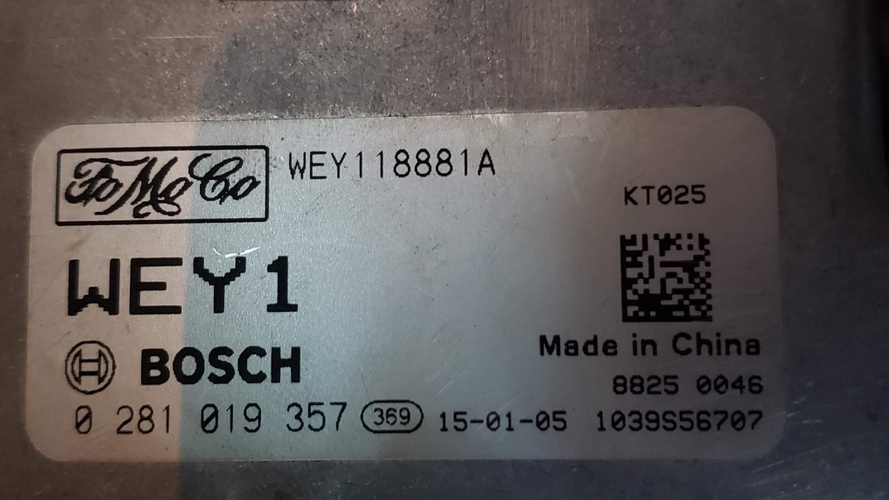 FoMoCo WEY118881A
KT025
WEY1
Made in China
BOSCH
8825 0046
0 281 019 357 369 15-01-05 1039S56707